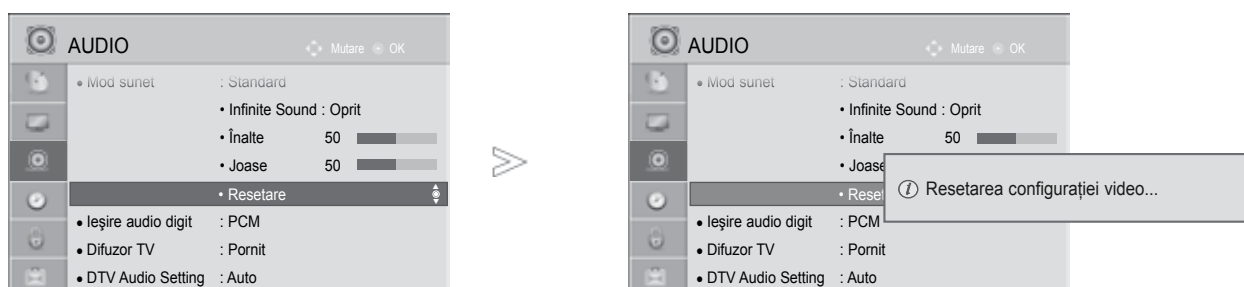 AUDIO Mutare OK
• Mod sunet : Standard
• Infinite Sound : Oprit
• Înalte 50
• Joase 50
• Resetare
• Ieşire audio digit : PCM
• Difuzor TV : Pornit
• DTV Audio Setting : Auto
AUDIO Mutare OK
• Mod sunet : Standard
• Infinite Sound : Oprit
• Înalte 50
• Joase
• Reset
i Resetarea configurației video...
• Ieşire audio digit : PCM
• Difuzor TV : Pornit
• DTV Audio Setting : Auto